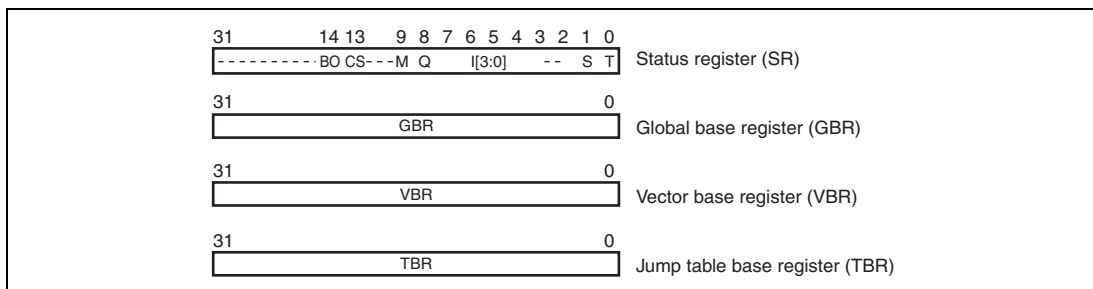 31 14 13 9 8 7 6 5 4 3 2 1 0
---------- BO CS---M Q I[3:0] -- S T Status register (SR)
31 0
GBR Global base register (GBR)
31 0
VBR Vector base register (VBR)
31 0
TBR Jump table base register (TBR)